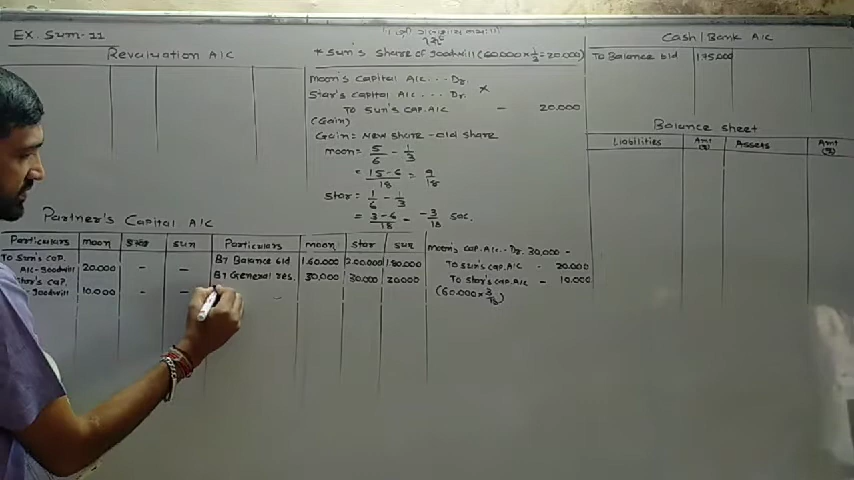 EX. Sum-11
Revaluation A/C
* Sun's share of goodwill (60,000 x 1/3 = 20,000)
Moon's Capital A/C ... Dr.
Star's Capital A/C ... Dr. x
To Sun's CAP. A/C - 20,000
(Gain)
Gain = New share - old share
moon = 5/6 - 1/3
= 15-6/18 = 9/18
star = 1/6 - 1/3
= 3-6/18 = -3/18 sac.
Cash/Bank A/C
To Balance b/d 175,000
Balance sheet
Liabilities Amt (₹) Assets Amt (₹)
Partner's Capital A/C
Particulars moon star sun Particulars moon star sun
To Sun's cap. A/C-Goodwill 20,000 - - By Balance b/d 1,60,000 2,00,000 1,80,000
Star's cap. -goodwill 10,000 - - By General res. 30,000 30,000 20,000
Moon's cap. A/C. Dr. 30,000 -
To Sun's cap. A/C - 20,000
To Star's cap. A/C - 10,000
(60,000 x 3/18)